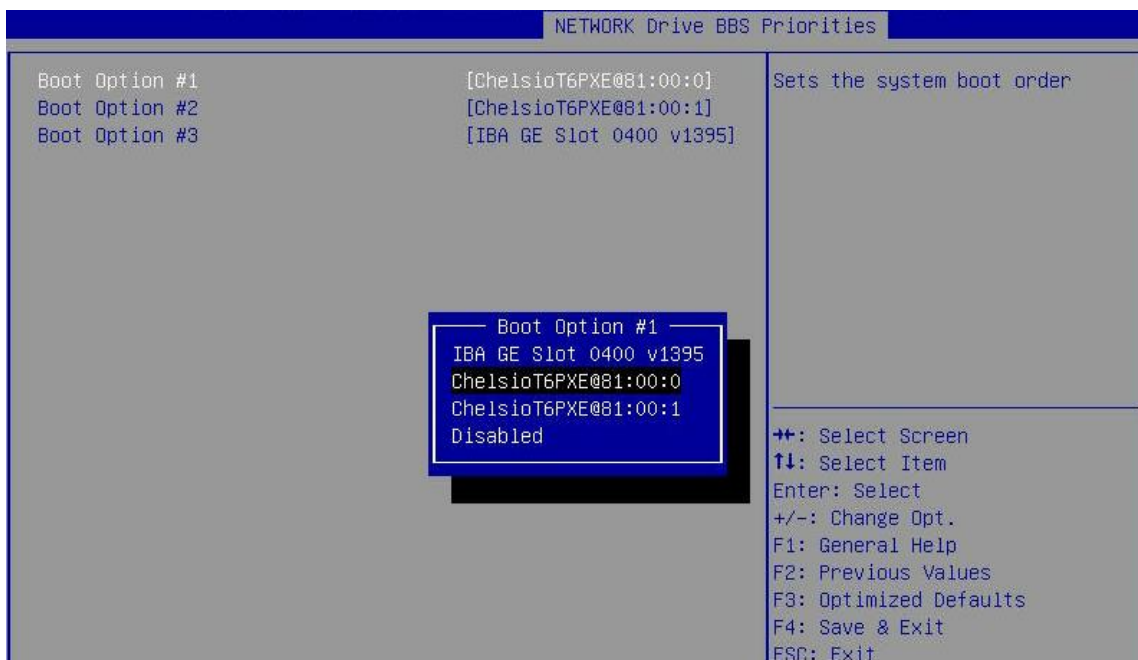 NETWORK Drive BBS Priorities
Boot Option #1 [ChelsioT6PXE@81:00:0]
Boot Option #2 [ChelsioT6PXE@81:00:1]
Boot Option #3 [IBA GE Slot 0400 v1395]
Sets the system boot order
Boot Option #1
IBA GE Slot 0400 v1395
ChelsioT6PXE@81:00:0
ChelsioT6PXE@81:00:1
Disabled
→←: Select Screen
↑↓: Select Item
Enter: Select
+/-: Change Opt.
F1: General Help
F2: Previous Values
F3: Optimized Defaults
F4: Save & Exit
ESC: Exit